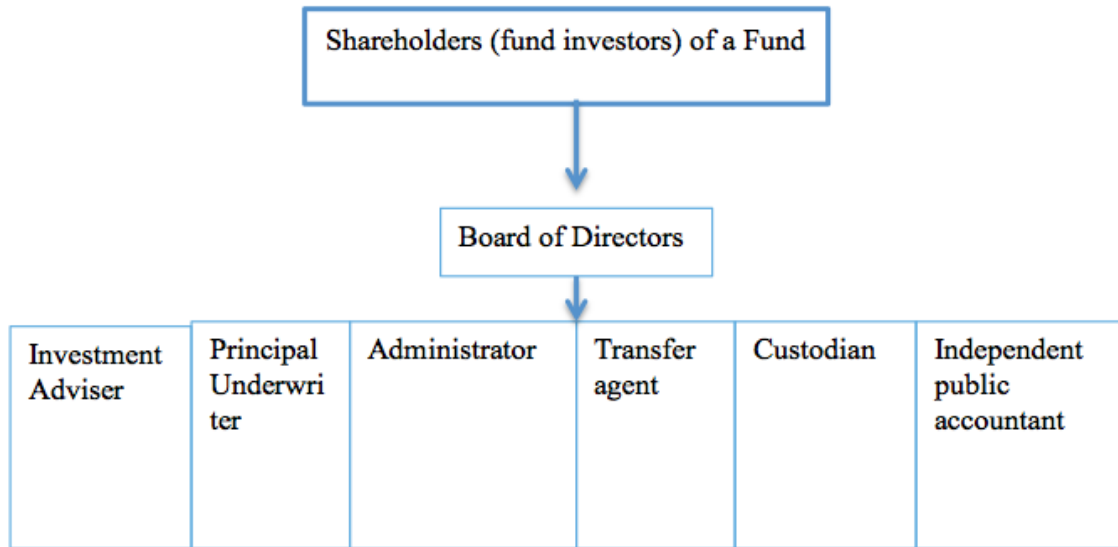 Shareholders (fund investors) of a Fund
Board of Directors
Investment
Adviser
Principal
Underwri
ter
Administrator
Transfer
agent
Custodian
Independent
public
accountant